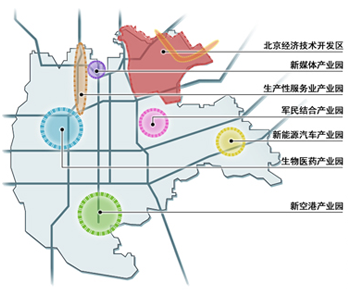 北京经济技术开发区
新媒体产业园
生产性服务业产业园
军民结合产业园
新能源汽车产业园
生物医药产业园
新空港产业园